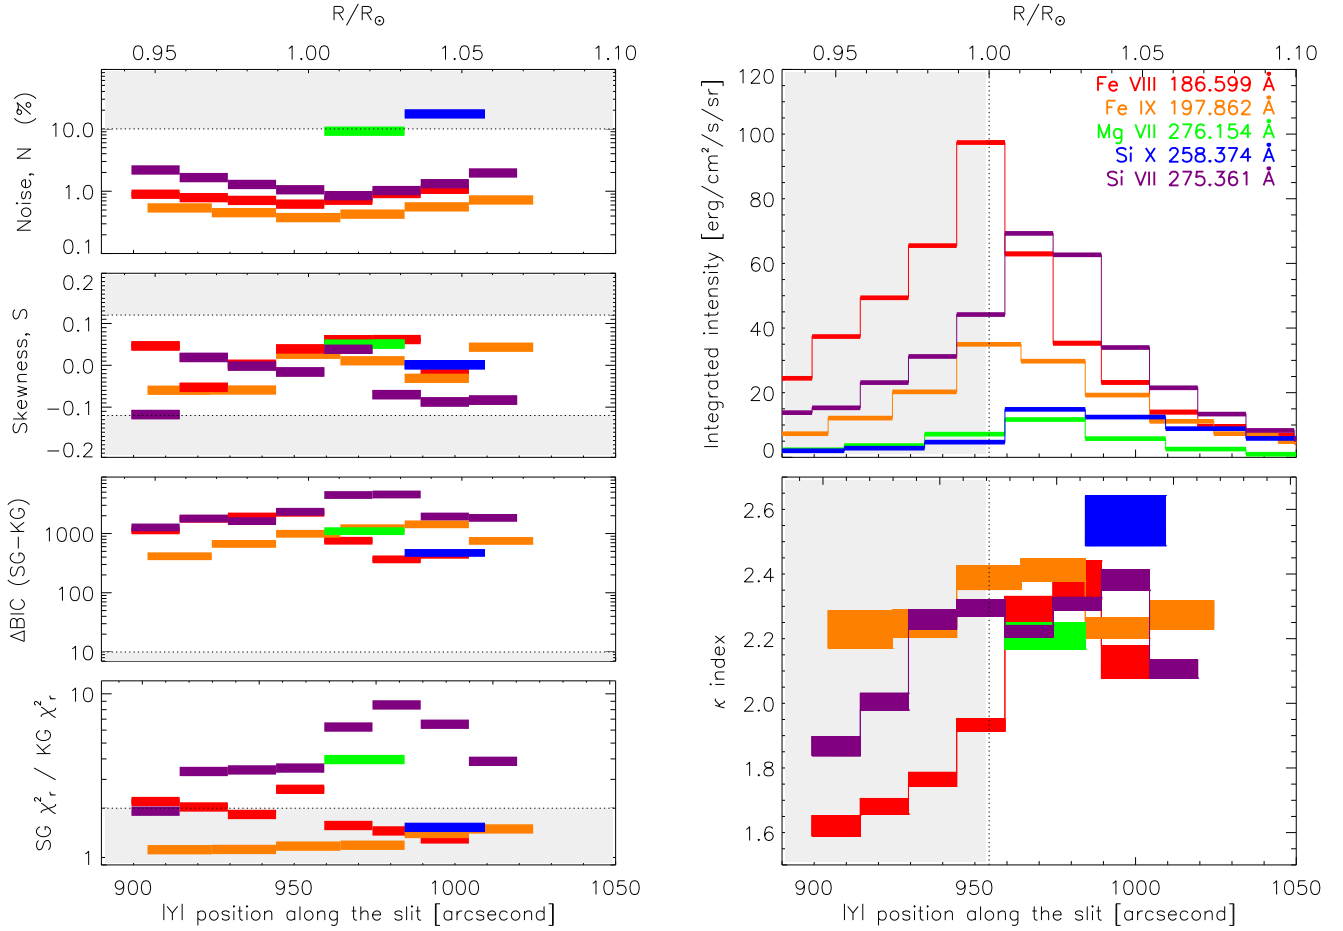 R/R☉
0.95 1.00 1.05 1.10
Noise, N (%)
10.0
1.0
0.1
Skewness, S
0.2
0.1
0.0
−0.1
−0.2
ΔBIC (SG−KG)
1000
100
10
SG χ²ᵣ / KG χ²ᵣ
10
1
900 950 1000 1050
|Y| position along the slit [arcsecond]
R/R☉
0.95 1.00 1.05 1.10
Integrated intensity [erg/cm²/s/sr]
120
100
80
60
40
20
0
Fe VIII 186.599 Å
Fe IX 197.862 Å
Mg VII 276.154 Å
Si X 258.374 Å
Si VII 275.361 Å
κ index
2.6
2.4
2.2
2.0
1.8
1.6
900 950 1000 1050
|Y| position along the slit [arcsecond]